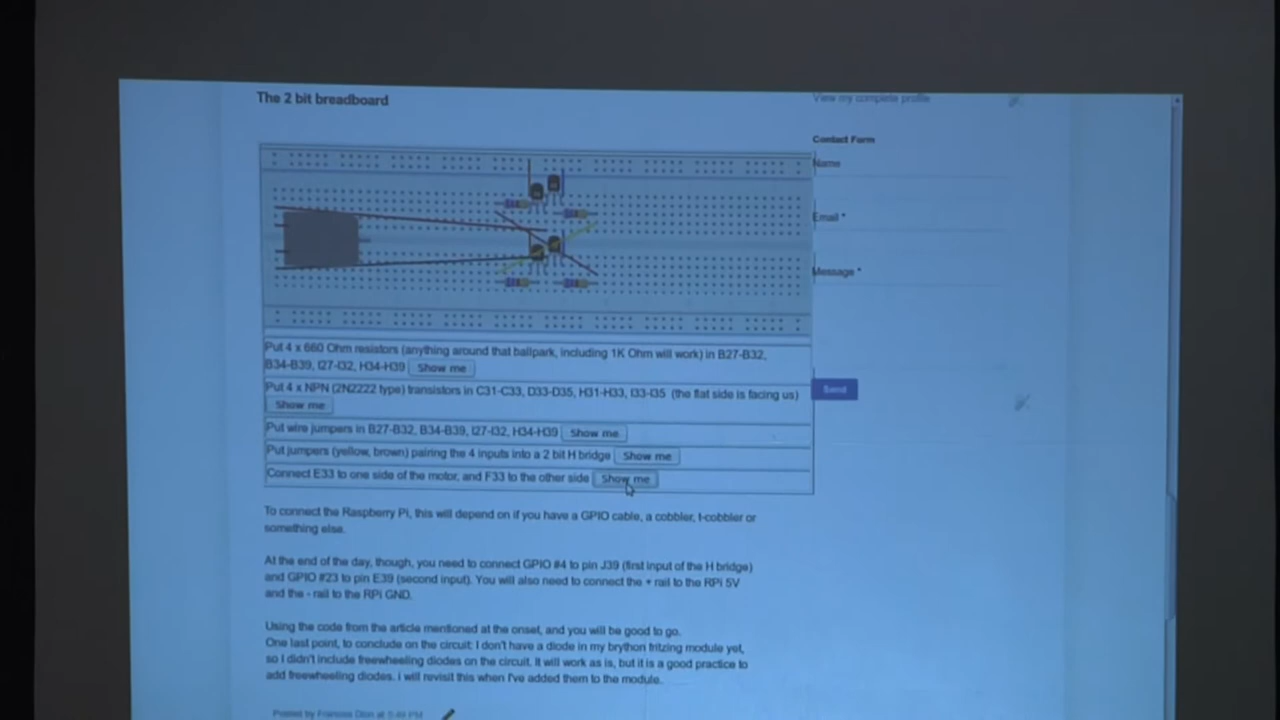 The 2 bit breadboard
View my complete profile
Contact Form
Name
Email *
Message *
Send
Put 4 x 660 Ohm resistors (anything around that ballpark, including 1K Ohm will work) in B27-B32,
B34-B39, I27-I32, H34-H39 Show me
Put 4 x NPN (2N2222 type) transistors in C31-C33, D33-D35, H31-H33, I33-I35 (the flat side is facing us)
Show me
Put wire jumpers in B27-B32, B34-B39, I27-I32, H34-H39 Show me
Put jumpers (yellow, brown) pairing the 4 inputs into a 2 bit H bridge Show me
Connect E33 to one side of the motor, and F33 to the other side Show me
To connect the Raspberry Pi, this will depend on if you have a GPIO cable, a cobbler, t-cobbler or
something else.
At the end of the day, though, you need to connect GPIO #4 to pin J39 (first input of the H bridge)
and GPIO #23 to pin E39 (second input). You will also need to connect the + rail to the RPi 5V
and the - rail to the RPi GND.
Using the code from the article mentioned at the onset, and you will be good to go.
One last point, to conclude on the circuit: I don't have a diode in my brython fritzing module yet,
so I didn't include freewheeling diodes on the circuit. It will work as is, but it is a good practice to
add freewheeling diodes. i will revisit this when I've added them to the module.
Posted by Francois Dion at 5:49 PM